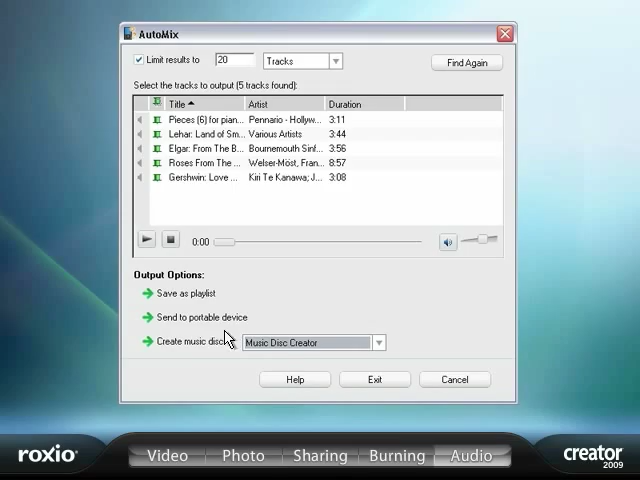 AutoMix
Limit results to 20 Tracks Find Again
Select the tracks to output (5 tracks found):
Title Artist Duration
Pieces (6) for pian... Pennario - Hollyw... 3:11
Lehar: Land of Sm... Various Artists 3:44
Elgar: From The B... Bournemouth Sinf... 3:56
Roses From The ... Welser-Möst, Fran... 8:57
Gershwin: Love ... Kiri Te Kanawa; J... 3:08
0:00
Output Options:
Save as playlist
Send to portable device
Create music disc Music Disc Creator
Help Exit Cancel
roxio Video Photo Sharing Burning Audio creator
2009